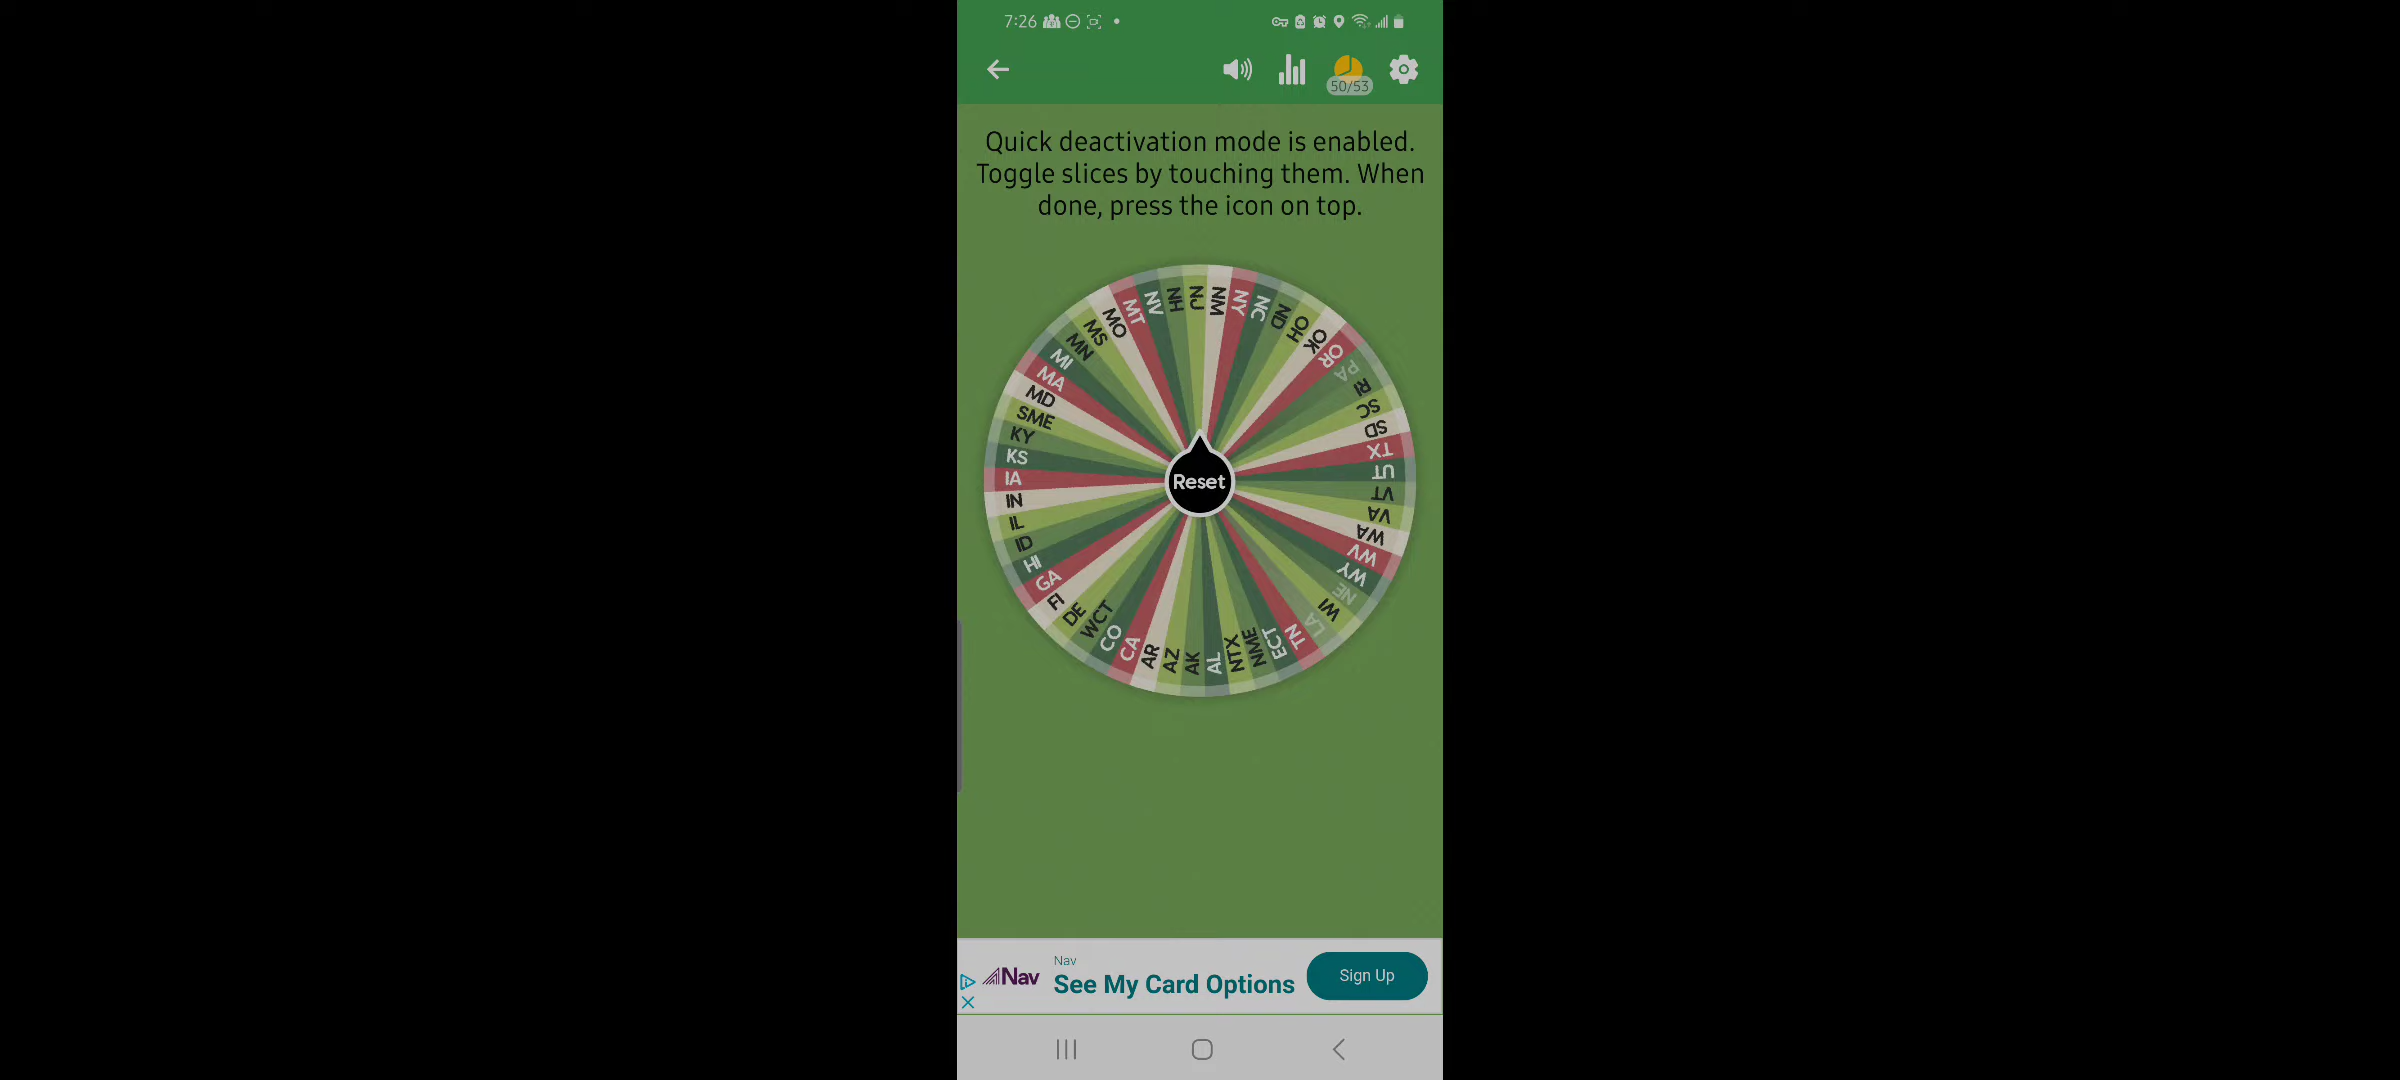 7:26
50/53
Quick deactivation mode is enabled.
Toggle slices by touching them. When
done, press the icon on top.
NM
NY
NC
ND
OH
OK
OR
PA
RI
SC
SD
TX
UT
VT
VA
WA
WV
WY
NE
WI
LA
TN
ECT
NME
NTX
AL
AK
AZ
AR
CA
CO
WCT
DE
FI
GA
HI
ID
IL
IN
IA
KS
KY
SME
MD
MA
MI
MN
MS
MO
MT
NV
NH
NJ
Reset
Nav
Nav
See My Card Options
Sign Up